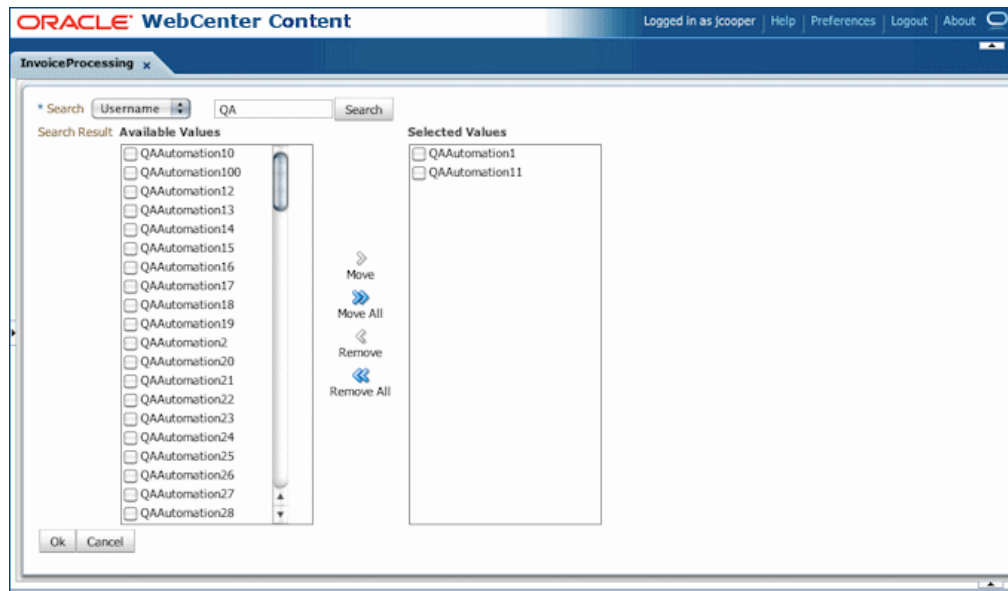 ORACLE WebCenter Content
Logged in as jcooper | Help | Preferences | Logout | About
InvoiceProcessing x
* Search Username QA Search
Search Result Available Values
QAAutomation10
QAAutomation100
QAAutomation12
QAAutomation13
QAAutomation14
QAAutomation15
QAAutomation16
QAAutomation17
QAAutomation18
QAAutomation19
QAAutomation2
QAAutomation20
QAAutomation21
QAAutomation22
QAAutomation23
QAAutomation24
QAAutomation25
QAAutomation26
QAAutomation27
QAAutomation28
Move
Move All
Remove
Remove All
Selected Values
QAAutomation1
QAAutomation11
Ok Cancel